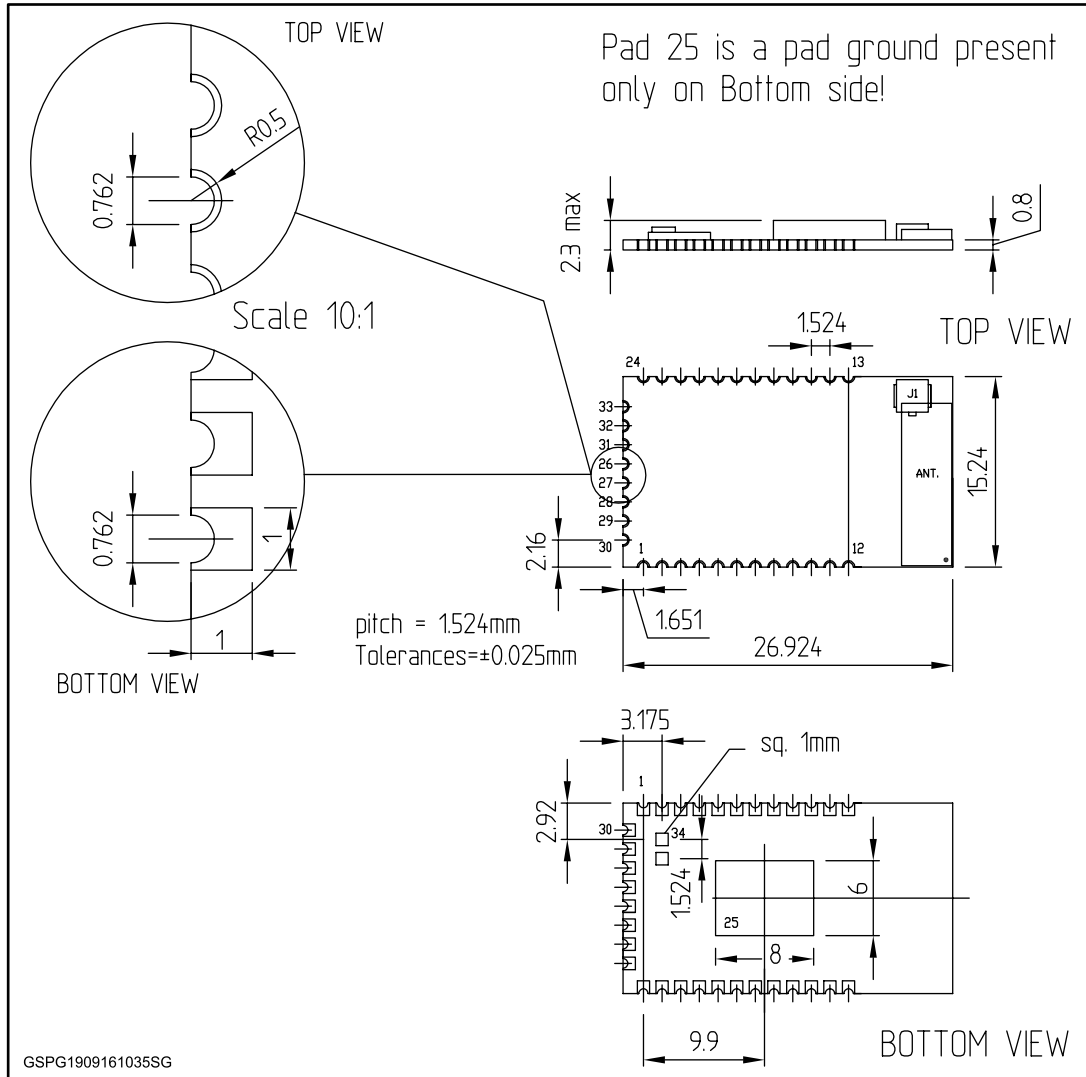 TOP VIEW
Pad 25 is a pad ground present
only on Bottom side!
R0.5
0.762
2.3 max
0.8
Scale 10:1
1.524
TOP VIEW
24
13
33
32
31
26
27
28
29
30
1
12
J1
ANT.
15.24
2.16
0.762
1
1
1.651
pitch = 1.524mm
Tolerances=±0.025mm
26.924
BOTTOM VIEW
3.175
sq. 1mm
1
2.92
30
34
1.524
6
25
8
9.9
BOTTOM VIEW
GSPG1909161035SG